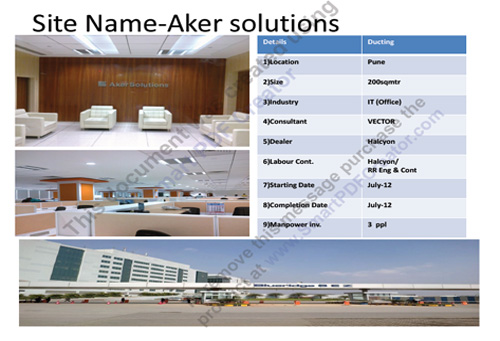 Site Name-Aker solutions
Details Ducting
1)Location Pune
2)Size 200sqmtr
3)Industry IT (Office)
4)Consultant VECTOR
5)Dealer Halcyon
6)Labour Cont. Halcyon/
RR Eng & Cont
7)Starting Date July-12
8)Completion Date July-12
9)Manpower inv. 3 ppl
Aker Solutions